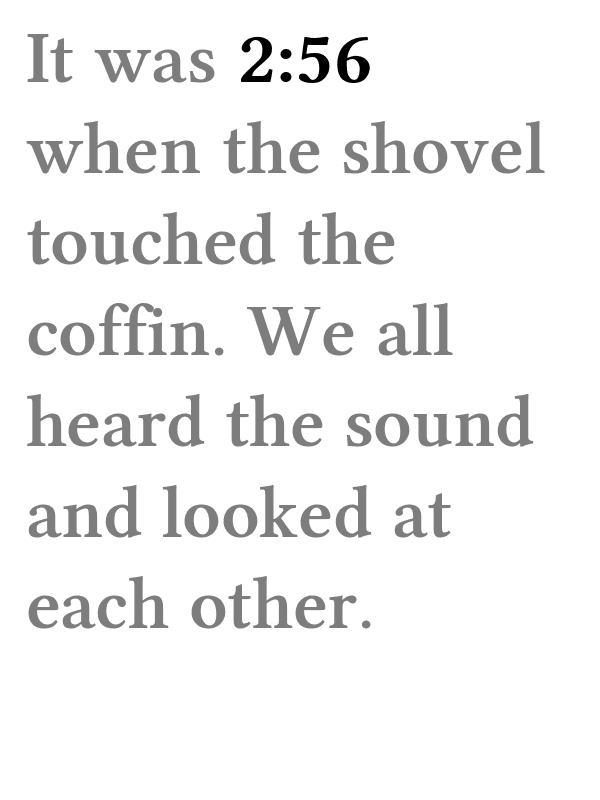 It was 2:56
when the shovel
touched the
coffin. We all
heard the sound
and looked at
each other.